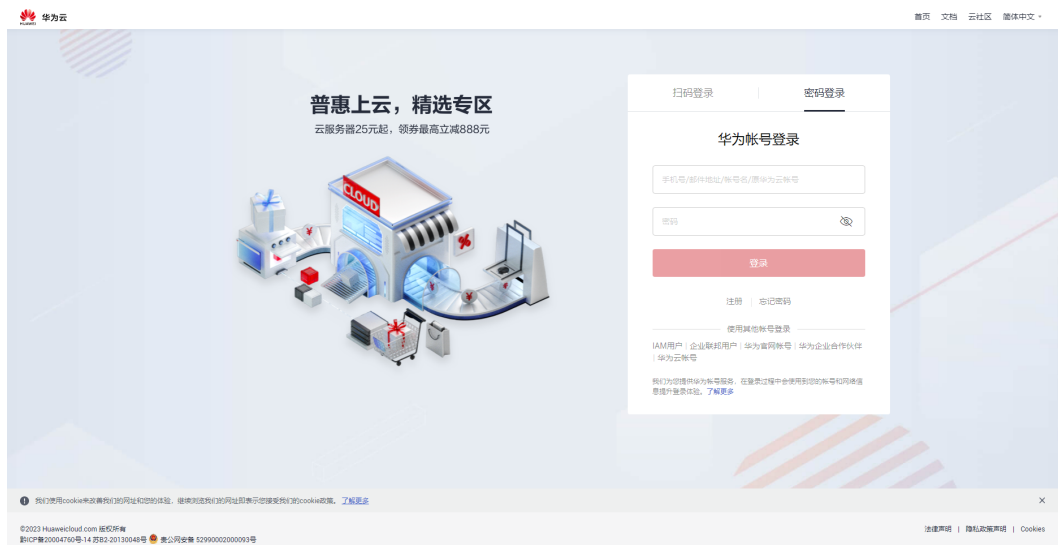 HUAWEI 华为云
首页 文档 云社区 简体中文
普惠上云，精选专区
云服务器25元起，领券最高立减888元
CLOUD
%
¥
¥
¥
扫码登录 | 密码登录
华为帐号登录
手机号/邮件地址/帐号名/原华为云帐号
密码
登录
注册 | 忘记密码
使用其他帐号登录
IAM用户 | 企业联邦用户 | 华为官网帐号 | 华为企业合作伙伴
| 华为云帐号
我们为您提供华为帐号服务，在登录过程中会使用到您的帐号和网络信
息提升登录体验。了解更多
我们使用cookie来改善我们的网站和您的体验，继续浏览我们的网站即表示您接受我们的cookie政策。了解更多
©2023 Huaweicloud.com 版权所有
黔ICP备20004760号-14 苏B2-20130048号 贵公网安备 52990002000093号
法律声明 | 隐私政策声明 | Cookies